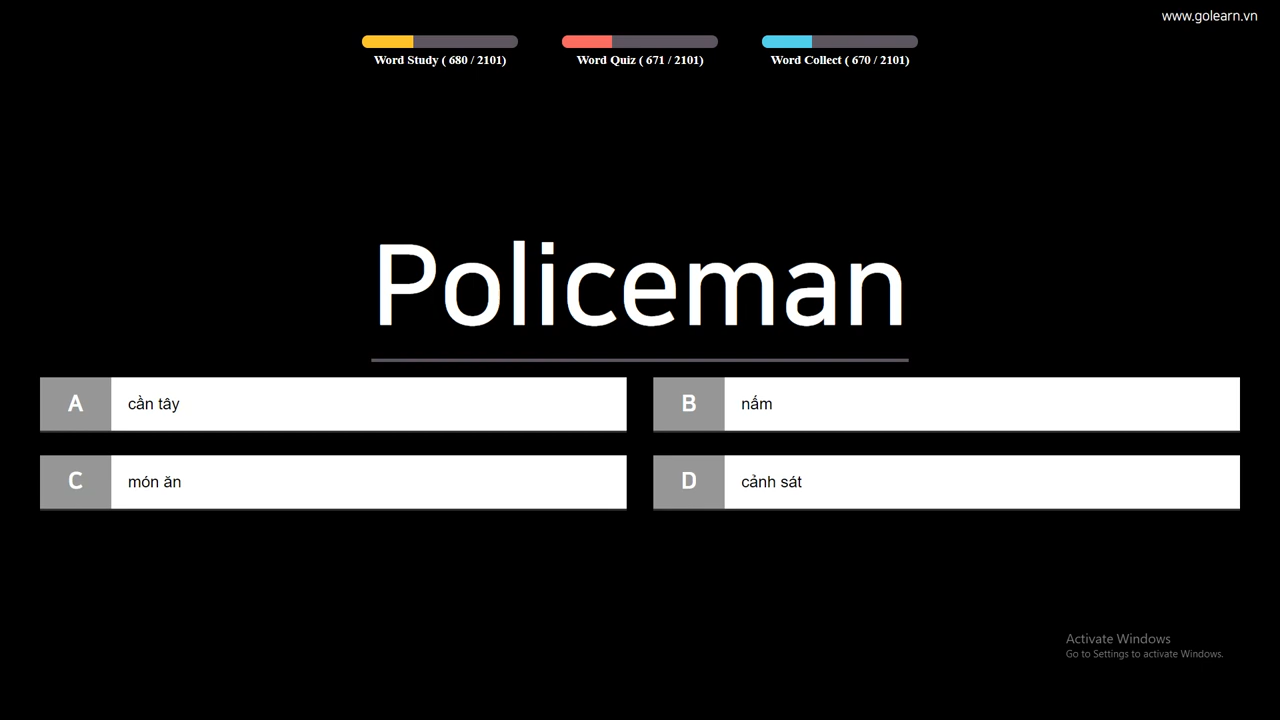 www.golearn.vn
Word Study ( 680 / 2101)
Word Quiz ( 671 / 2101)
Word Collect ( 670 / 2101)
Policeman
A cần tây
B nấm
C món ăn
D cảnh sát
Activate Windows
Go to Settings to activate Windows.